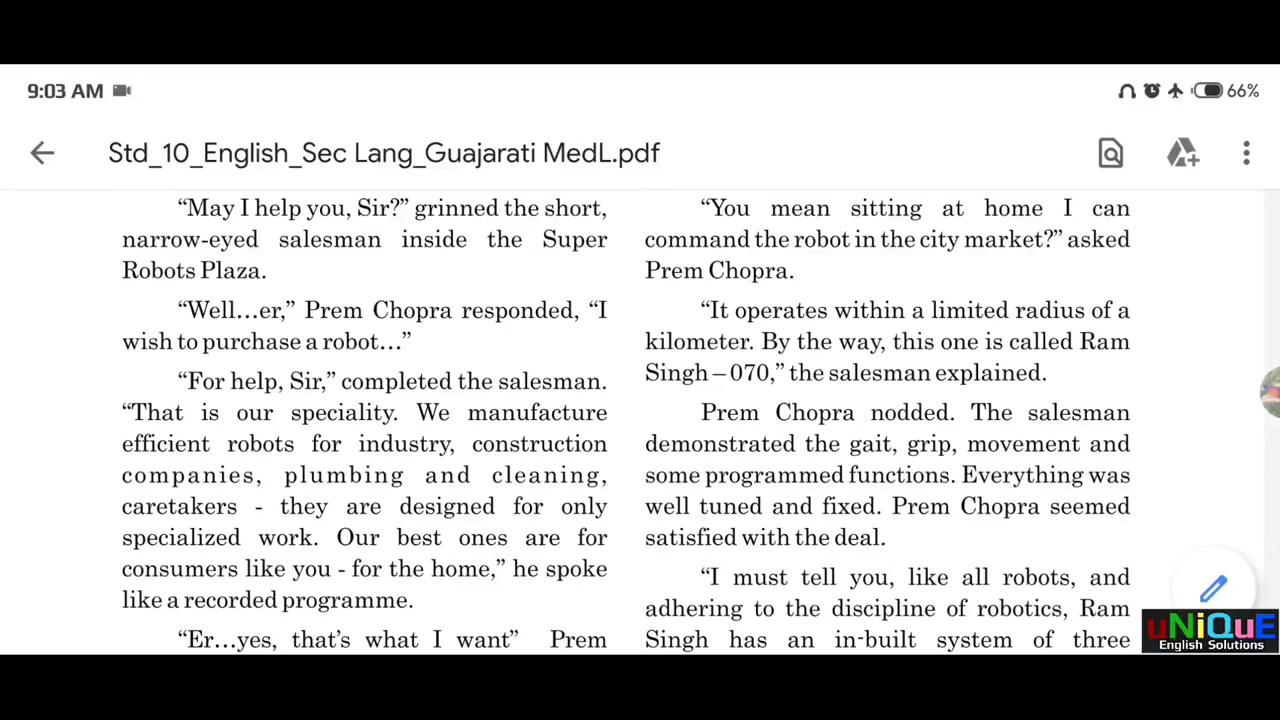 9:03 AM
66%
Std_10_English_Sec Lang_Guajarati MedL.pdf
“May I help you, Sir?” grinned the short,
narrow-eyed salesman inside the Super
Robots Plaza.
“Well…er,” Prem Chopra responded, “I
wish to purchase a robot…”
“For help, Sir,” completed the salesman.
“That is our speciality. We manufacture
efficient robots for industry, construction
companies, plumbing and cleaning,
caretakers - they are designed for only
specialized work. Our best ones are for
consumers like you - for the home,” he spoke
like a recorded programme.
“Er…yes, that’s what I want” Prem
“You mean sitting at home I can
command the robot in the city market?” asked
Prem Chopra.
“It operates within a limited radius of a
kilometer. By the way, this one is called Ram
Singh – 070,” the salesman explained.
Prem Chopra nodded. The salesman
demonstrated the gait, grip, movement and
some programmed functions. Everything was
well tuned and fixed. Prem Chopra seemed
satisfied with the deal.
“I must tell you, like all robots, and
adhering to the discipline of robotics, Ram
Singh has an in-built system of three
uNiQuE
English Solutions